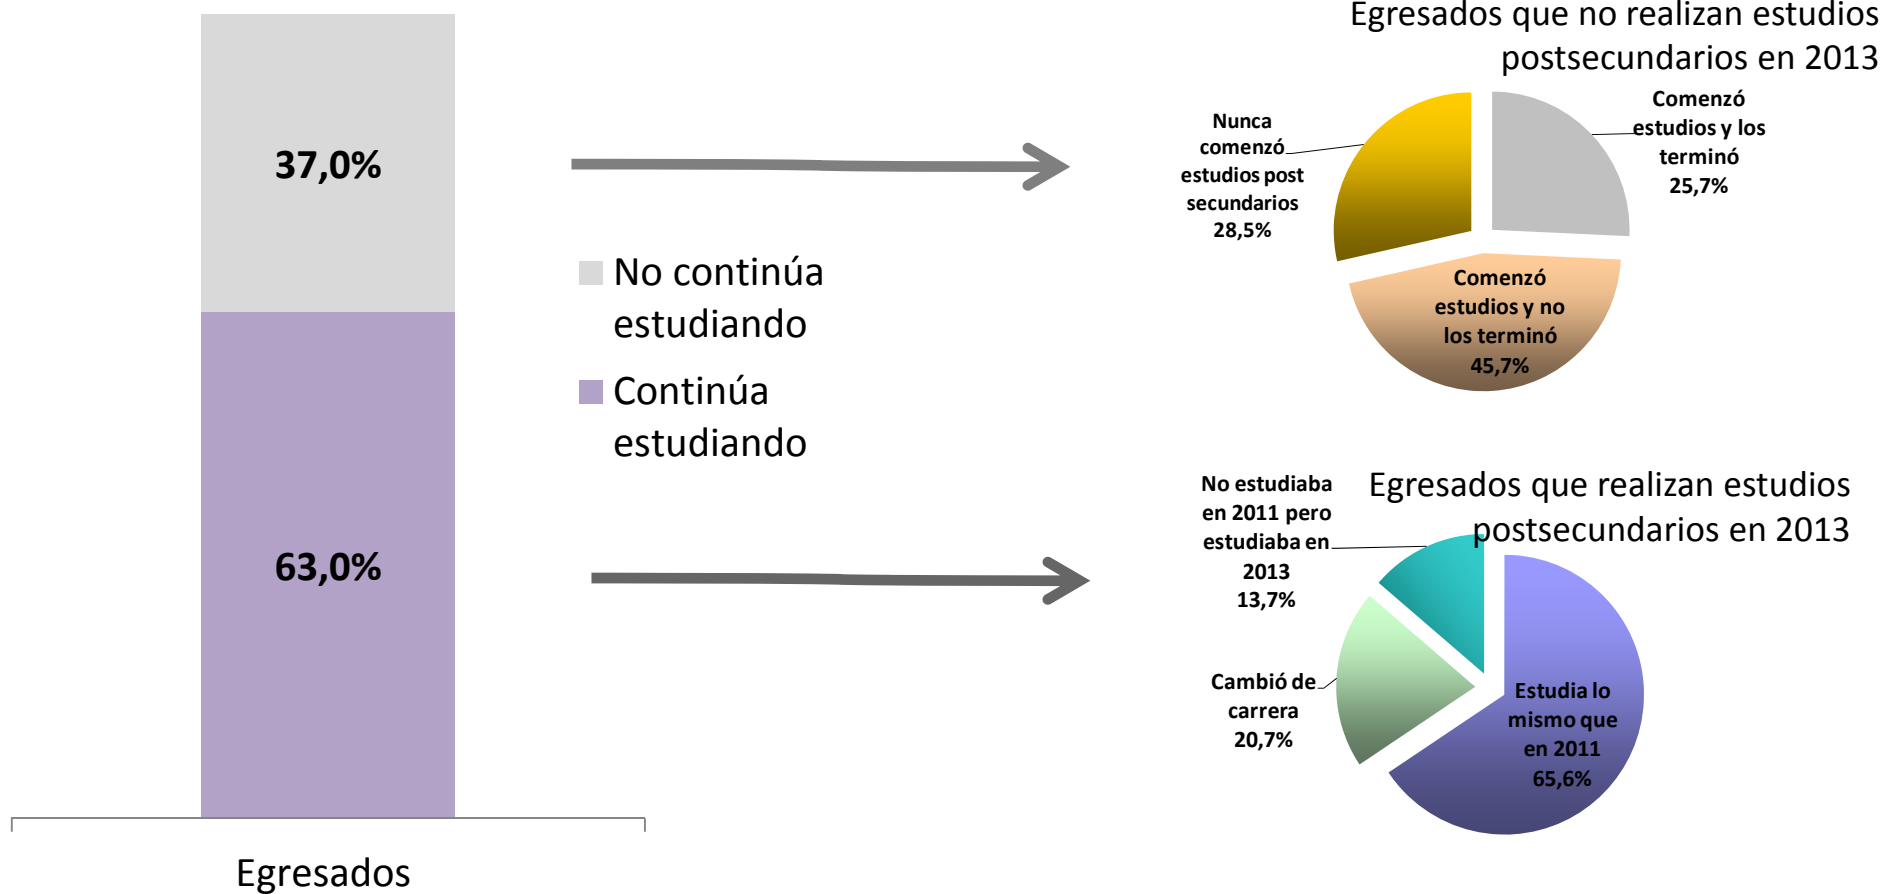 37,0%
63,0%
Egresados
No continúa
estudiando
Continúa
estudiando
Egresados que no realizan estudios
postsecundarios en 2013
Nunca
comenzó
estudios post
secundarios
28,5%
Comenzó
estudios y los
terminó
25,7%
Comenzó
estudios y no
los terminó
45,7%
Egresados que realizan estudios
postsecundarios en 2013
No estudiaba
en 2011 pero
estudiaba en
2013
13,7%
Cambió de
carrera
20,7%
Estudia lo
mismo que
en 2011
65,6%